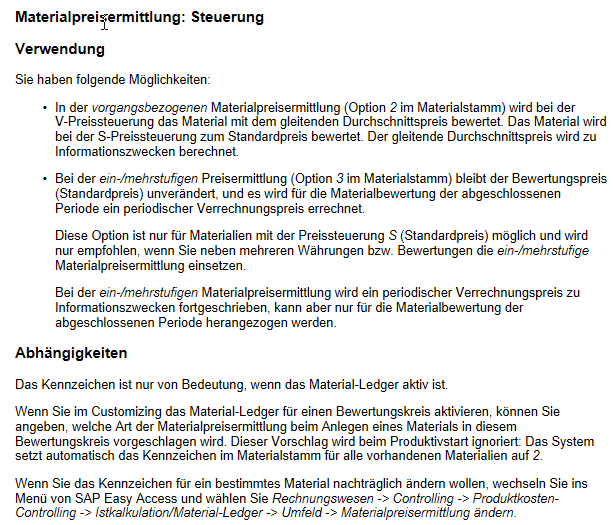 Materialpreisermittlung: Steuerung
Verwendung
Sie haben folgende Möglichkeiten:
• In der vorgangsbezogenen Materialpreisermittlung (Option 2 im Materialstamm) wird bei der
V-Preissteuerung das Material mit dem gleitenden Durchschnittspreis bewertet. Das Material wird
bei der S-Preissteuerung zum Standardpreis bewertet. Der gleitende Durchschnittspreis wird zu
Informationszwecken berechnet.
• Bei der ein-/mehrstufigen Preisermittlung (Option 3 im Materialstamm) bleibt der Bewertungspreis
(Standardpreis) unverändert, und es wird für die Materialbewertung der abgeschlossenen
Periode ein periodischer Verrechnungspreis errechnet.
Diese Option ist nur für Materialien mit der Preissteuerung S (Standardpreis) möglich und wird
nur empfohlen, wenn Sie neben mehreren Währungen bzw. Bewertungen die ein-/mehrstufige
Materialpreisermittlung einsetzen.
Bei der ein-/mehrstufigen Materialpreisermittlung wird ein periodischer Verrechnungspreis zu
Informationszwecken fortgeschrieben, kann aber nur für die Materialbewertung der
abgeschlossenen Periode herangezogen werden.
Abhängigkeiten
Das Kennzeichen ist nur von Bedeutung, wenn das Material-Ledger aktiv ist.
Wenn Sie im Customizing das Material-Ledger für einen Bewertungskreis aktivieren, können Sie
angeben, welche Art der Materialpreisermittlung beim Anlegen eines Materials in diesem
Bewertungskreis vorgeschlagen wird. Dieser Vorschlag wird beim Produktivstart ignoriert: Das System
setzt automatisch das Kennzeichen im Materialstamm für alle vorhandenen Materialien auf 2.
Wenn Sie das Kennzeichen für ein bestimmtes Material nachträglich ändern wollen, wechseln Sie ins
Menü von SAP Easy Access und wählen Sie Rechnungswesen -> Controlling -> Produktkosten-
Controlling -> Istkalkulation/Material-Ledger -> Umfeld -> Materialpreisermittlung ändern.